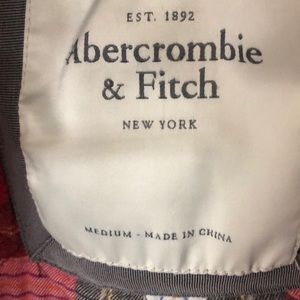 EST. 1892
Abercrombie
& Fitch
NEW YORK
MEDIUM - MADE IN CHINA